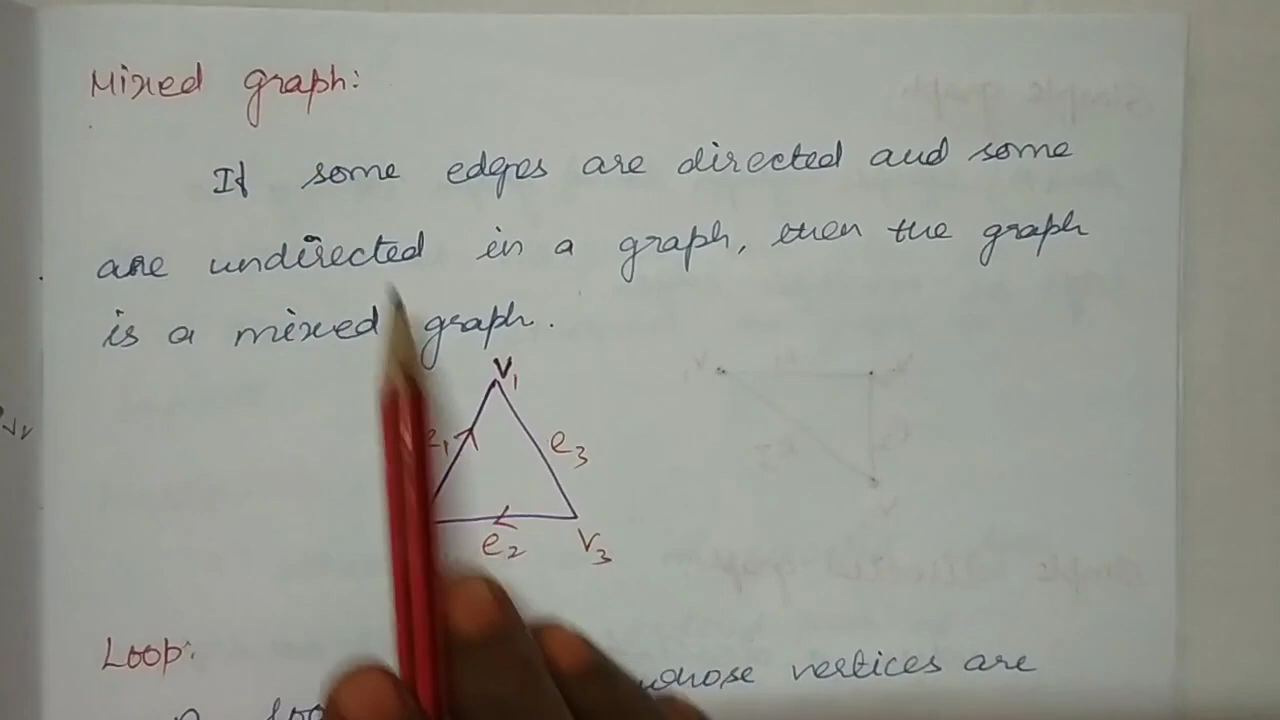 Mixed graph:
If some edges are directed and some
are undirected in a graph, then the graph
is a mixed graph.
V1
e3
e2
V3
Loop:
whose vertices are